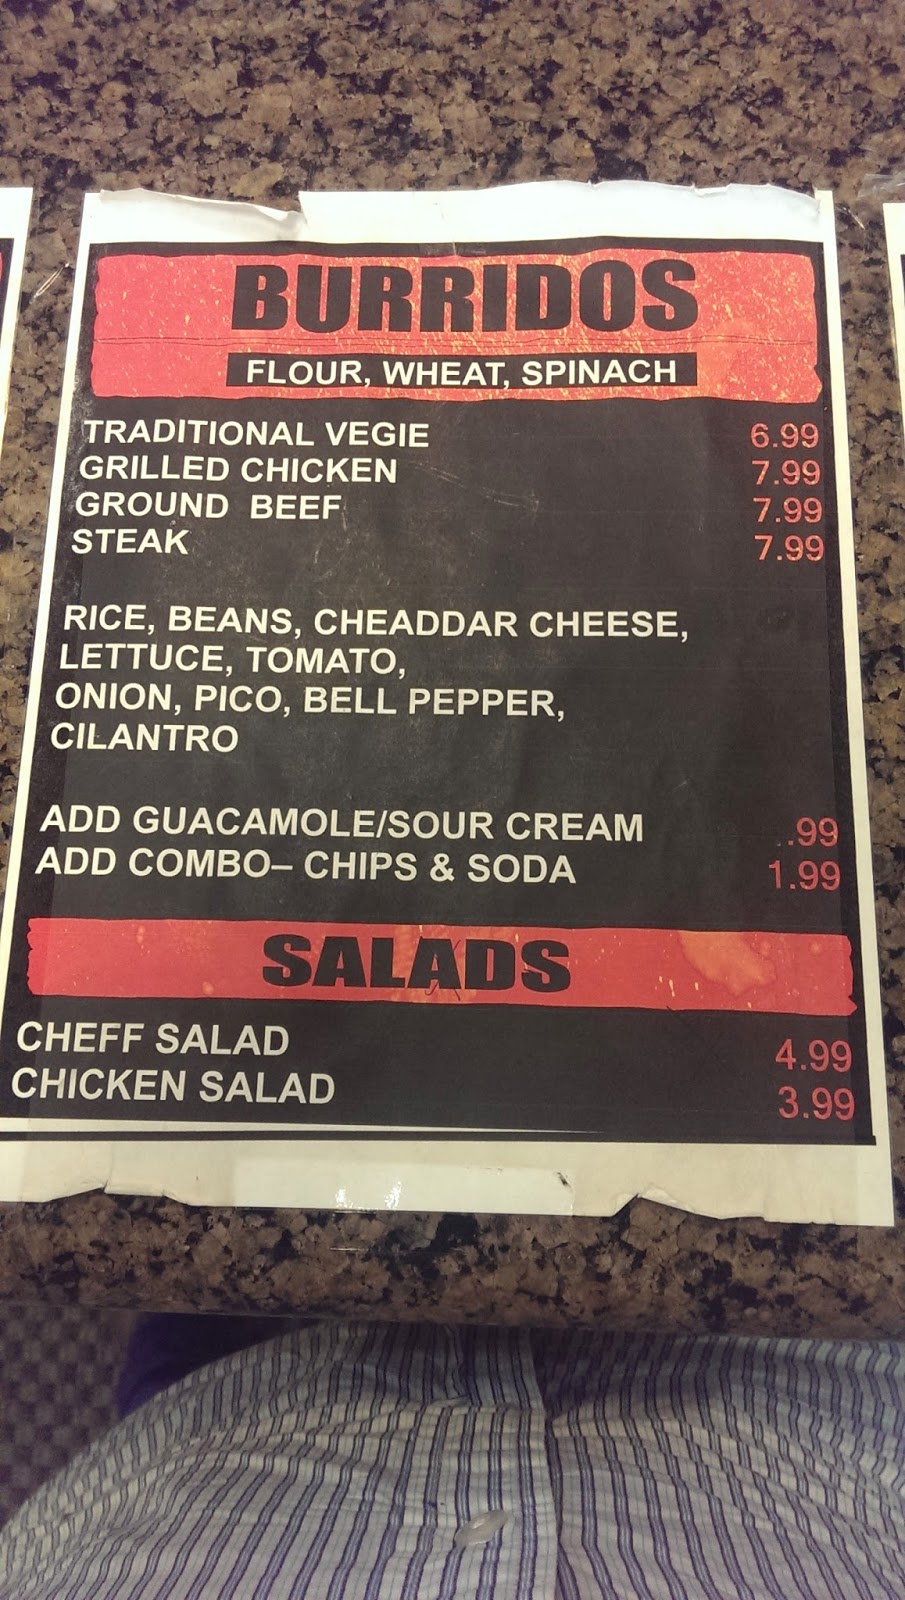 BURRIDOS
FLOUR, WHEAT, SPINACH
TRADITIONAL VEGIE 6.99
GRILLED CHICKEN 7.99
GROUND BEEF 7.99
STEAK 7.99
RICE, BEANS, CHEADDAR CHEESE,
LETTUCE, TOMATO,
ONION, PICO, BELL PEPPER,
CILANTRO
ADD GUACAMOLE/SOUR CREAM .99
ADD COMBO– CHIPS & SODA 1.99
SALADS
CHEFF SALAD 4.99
CHICKEN SALAD 3.99